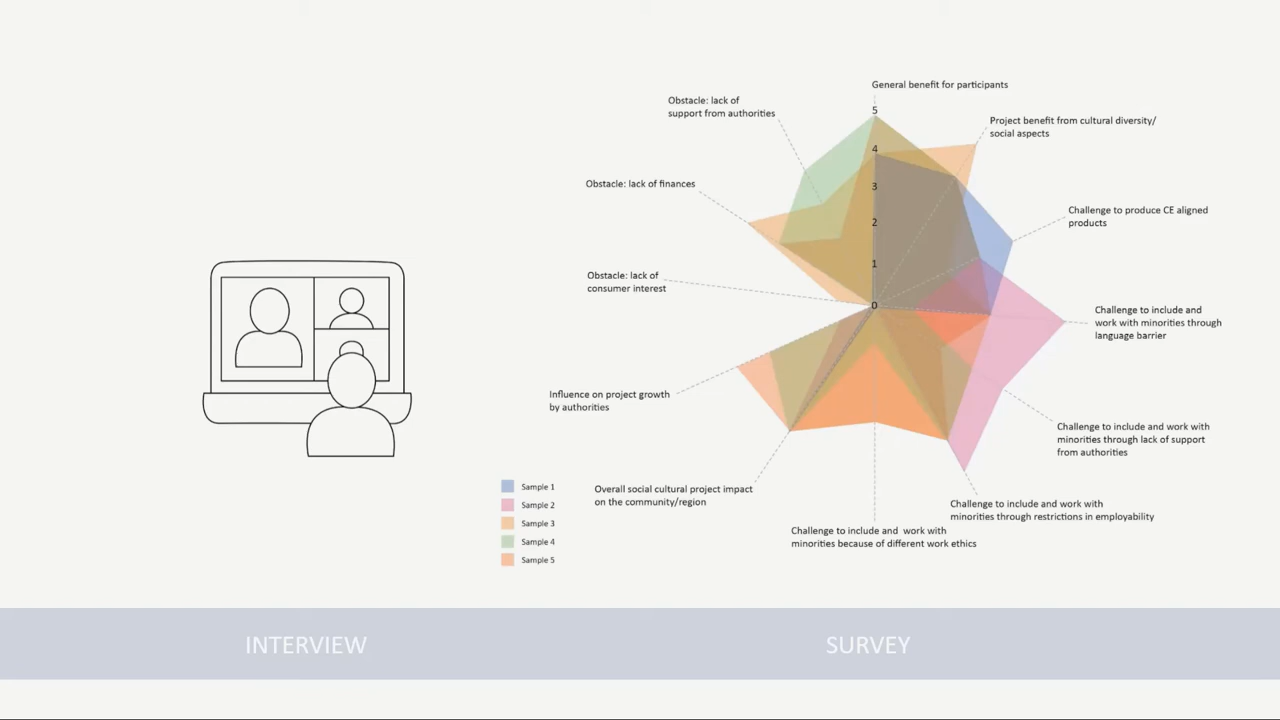 General benefit for participants
Obstacle: lack of
support from authorities
5
Project benefit from cultural diversity/
social aspects
4
Obstacle: lack of finances
3
Challenge to produce CE aligned
products
2
1
Obstacle: lack of
consumer interest
0
Challenge to include and
work with minorities through
language barrier
Influence on project growth
by authorities
Challenge to include and work with
minorities through lack of support
from authorities
Overall social cultural project impact
on the community/region
Challenge to include and work with
minorities through restrictions in employability
Challenge to include and  work with
minorities because of different work ethics
Sample 1
Sample 2
Sample 3
Sample 4
Sample 5
INTERVIEW
SURVEY